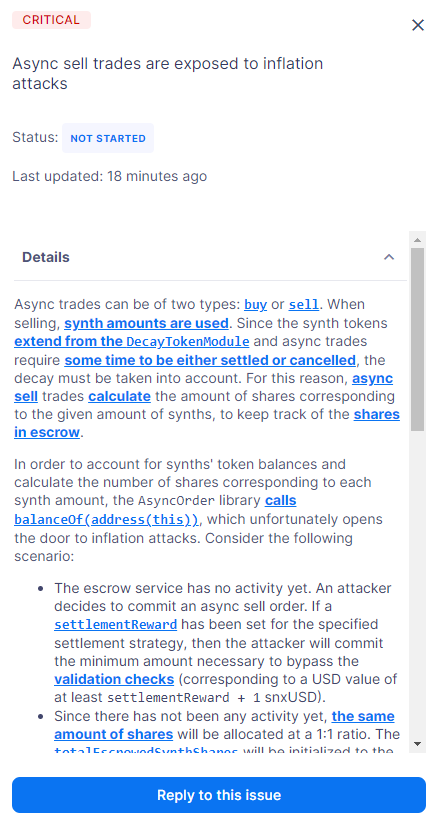 CRITICAL
Async sell trades are exposed to inflation
attacks
Status: NOT STARTED
Last updated: 18 minutes ago
Details
Async trades can be of two types: buy or sell. When
selling, synth amounts are used. Since the synth tokens
extend from the DecayTokenModule and async trades
require some time to be either settled or cancelled, the
decay must be taken into account. For this reason, async
sell trades calculate the amount of shares corresponding
to the given amount of synths, to keep track of the shares
in escrow.
In order to account for synths' token balances and
calculate the number of shares corresponding to each
synth amount, the AsyncOrder library calls
balanceOf(address(this)), which unfortunately opens
the door to inflation attacks. Consider the following
scenario:
• The escrow service has no activity yet. An attacker
decides to commit an async sell order. If a
settlementReward has been set for the specified
settlement strategy, then the attacker will commit
the minimum amount necessary to bypass the
validation checks (corresponding to a USD value of
at least settlementReward + 1 snxUSD).
• Since there has not been any activity yet, the same
amount of shares will be allocated at a 1:1 ratio. The
totalEscrowedSynthShares will be initialized to the
Reply to this issue